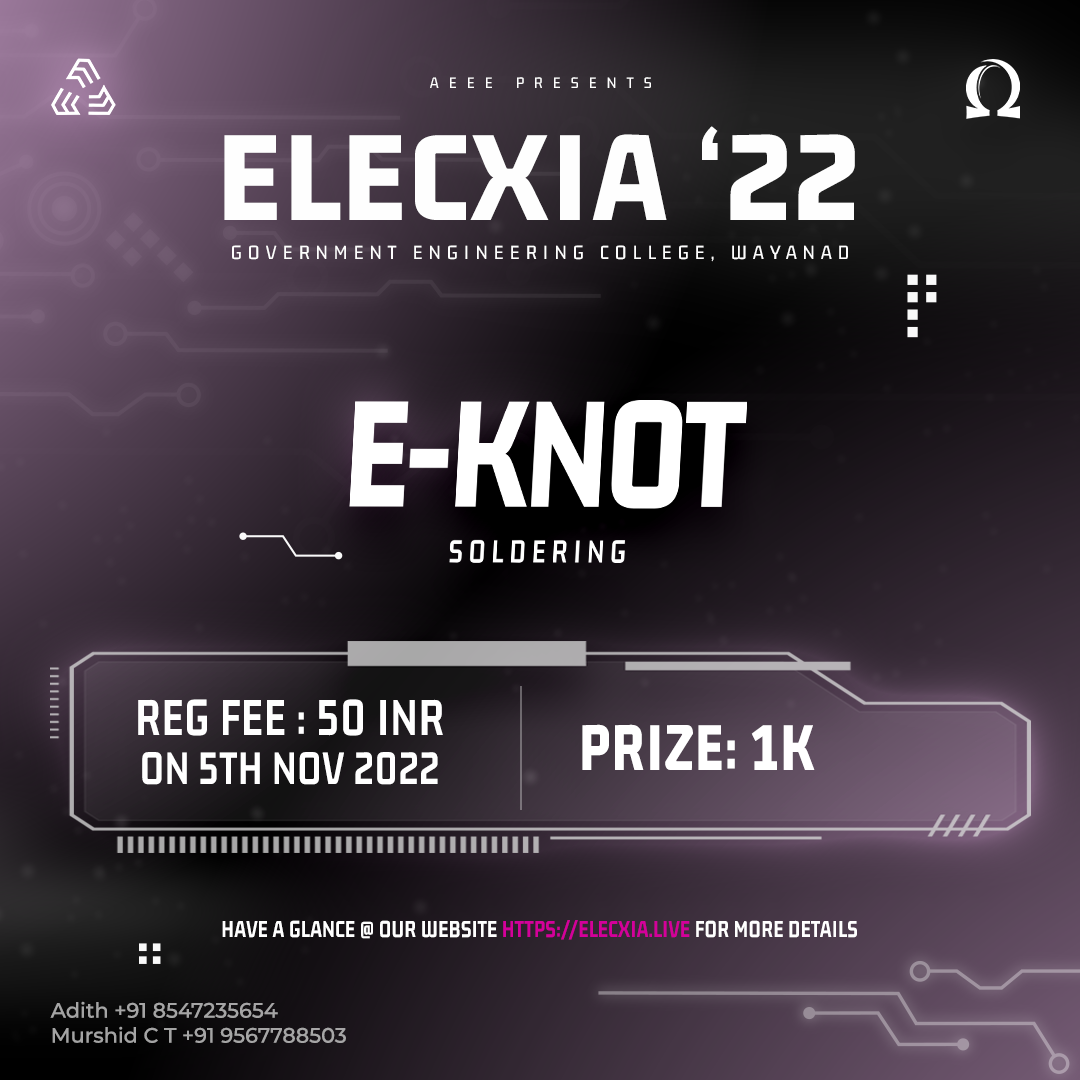 AEEE PRESENTS
ELECXIA ‘22
GOVERNMENT ENGINEERING COLLEGE, WAYANAD
E-KNOT
SOLDERING
REG FEE : 50 INR
ON 5TH NOV 2022
PRIZE: 1K
HAVE A GLANCE @ OUR WEBSITE HTTPS://ELECXIA.LIVE FOR MORE DETAILS
Adith +91 8547235654
Murshid C T +91 9567788503